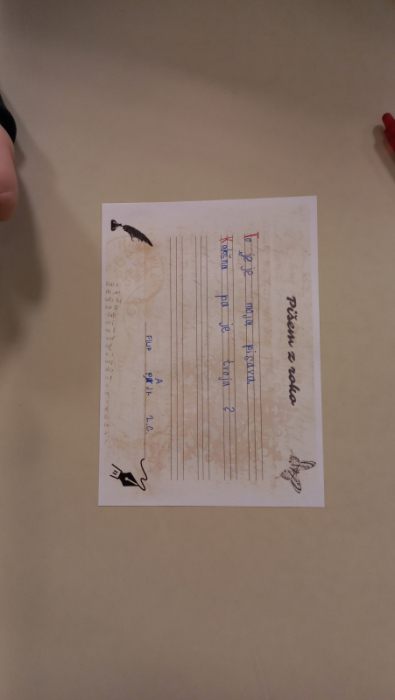 Pišem z roko
To je moja pisava.
Kakšna pa je tvoja?